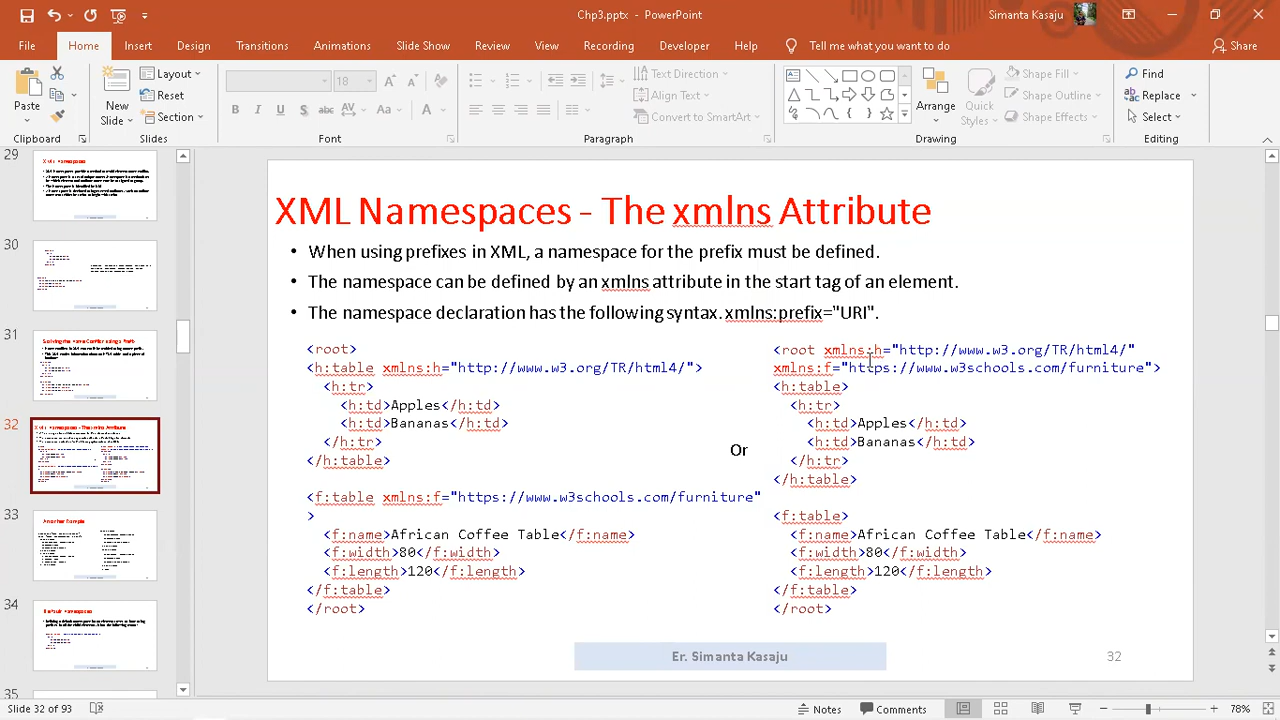 Chp3.pptx - PowerPoint
Simanta Kasaju
File Home Insert Design Transitions Animations Slide Show Review View Recording Developer Help Tell me what you want to do Share
Paste
Clipboard
New Slide
Layout
Reset
Section
Slides
18
B I U S abc AV Aa A
Font
Text Direction
Align Text
Convert to SmartArt
Paragraph
Arrange
Quick Styles
Shape Fill
Shape Outline
Shape Effects
Drawing
Find
Replace
Select
Editing
29
30
31
32
33
34
35
XML Namespaces - The xmlns Attribute
• When using prefixes in XML, a namespace for the prefix must be defined.
• The namespace can be defined by an xmlns attribute in the start tag of an element.
• The namespace declaration has the following syntax. xmlns:prefix="URI".
<root>
<h:table xmlns:h="http://www.w3.org/TR/html4/">
<h:tr>
<h:td>Apples</h:td>
<h:td>Bananas</h:td>
</h:tr>
</h:table>
<f:table xmlns:f="https://www.w3schools.com/furniture"
>
<f:name>African Coffee Table</f:name>
<f:width>80</f:width>
<f:length>120</f:length>
</f:table>
</root>
Or
<root xmlns:h="http://www.w3.org/TR/html4/"
xmlns:f="https://www.w3schools.com/furniture">
<h:table>
<h:tr>
<h:td>Apples</h:td>
<h:td>Bananas</h:td>
</h:tr>
</h:table>
<f:table>
<f:name>African Coffee Table</f:name>
<f:width>80</f:width>
<f:length>120</f:length>
</f:table>
</root>
Er. Simanta Kasaju
32
Slide 32 of 93
Notes
Comments
78%